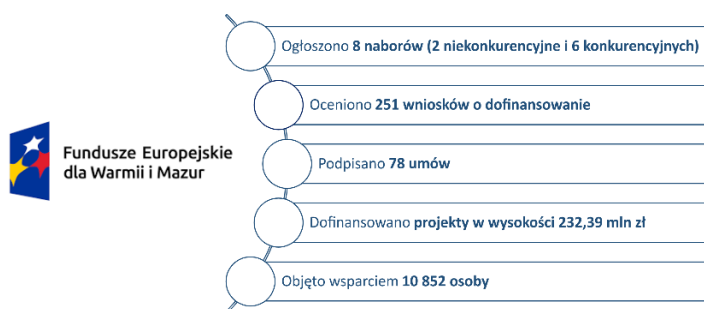 Fundusze Europejskie
dla Warmii i Mazur
Ogłoszono 8 naborów (2 niekonkurencyjne i 6 konkurencyjnych)
Oceniono 251 wniosków o dofinansowanie
Podpisano 78 umów
Dofinansowano projekty w wysokości 232,39 mln zł
Objęto wsparciem 10 852 osoby